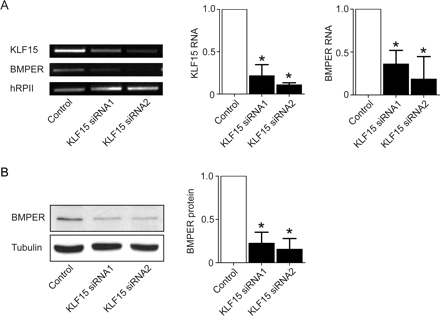 A
KLF15
BMPER
hRPII
Control
KLF15 siRNA1
KLF15 siRNA2
KLF15 RNA
1.0
0.5
0
*
*
Control
KLF15 siRNA1
KLF15 siRNA2
BMPER RNA
1.0
0.5
0
*
*
Control
KLF15 siRNA1
KLF15 siRNA2
B
BMPER
Tubulin
Control
KLF15 siRNA1
KLF15 siRNA2
BMPER protein
1.0
0.5
0
*
*
Control
KLF15 siRNA1
KLF15 siRNA2